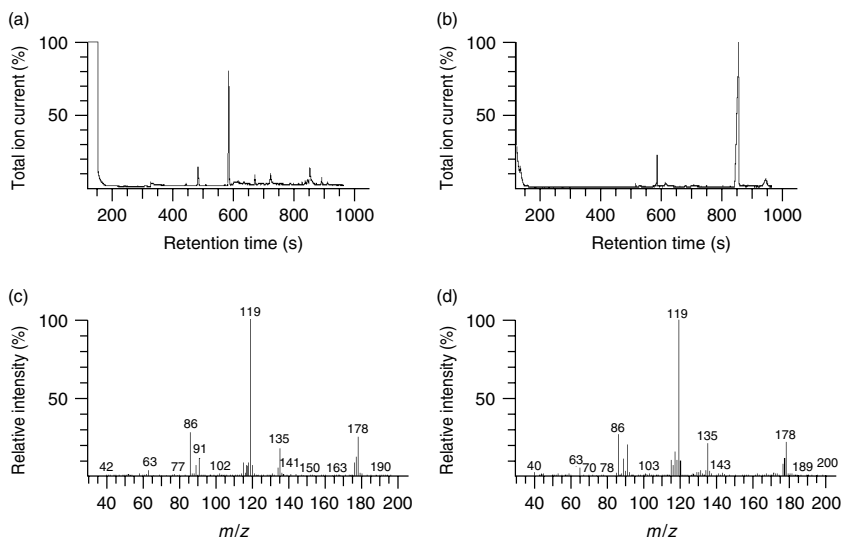 (a)
100
50
Total ion current (%)
200 400 600 800 1000
Retention time (s)
(b)
100
50
Total ion current (%)
200 400 600 800 1000
Retention time (s)
(c)
119
100
50
Relative intensity (%)
86
91
135
178
42 63 77 102 141 150 163 190
40 60 80 100 120 140 160 180 200
m/z
(d)
119
100
50
Relative intensity (%)
86
135
178
40 63 70 78 103 143 189 200
40 60 80 100 120 140 160 180 200
m/z